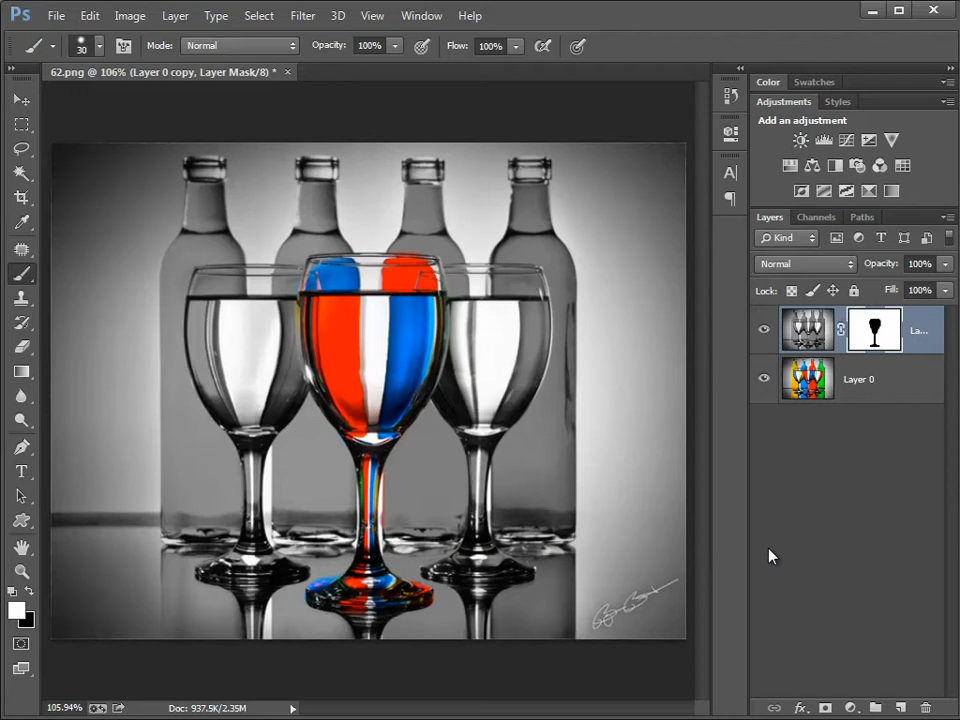 Ps File Edit Image Layer Type Select Filter 3D View Window Help
30 Mode: Normal Opacity: 100% Flow: 100%
62.png @ 106% (Layer 0 copy, Layer Mask/8) * ×
Color Swatches
Adjustments Styles
Add an adjustment
Layers Channels Paths
Kind
Normal Opacity: 100%
Lock: Fill: 100%
La...
Layer 0
105.94% Doc: 937.5K/2.35M